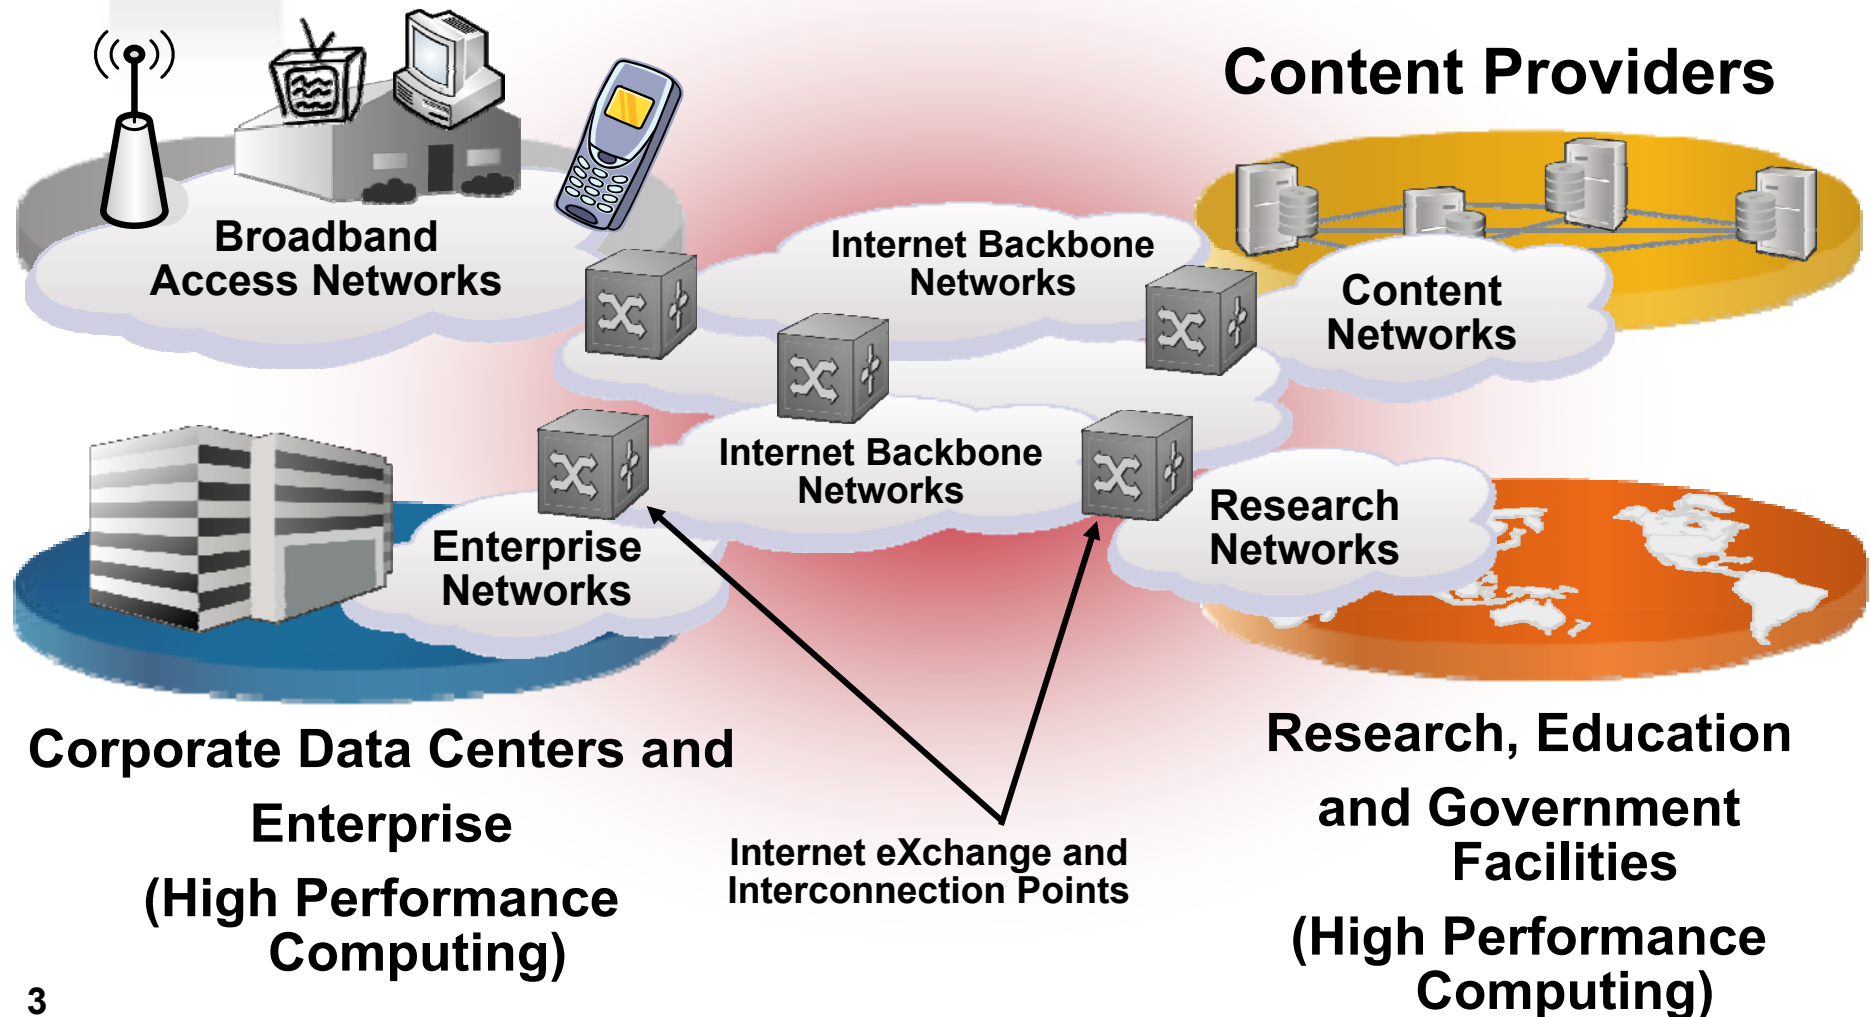 Content Providers
Broadband
Access Networks
Internet Backbone
Networks
Content
Networks
Internet Backbone
Networks
Enterprise
Networks
Research
Networks
Corporate Data Centers and
Enterprise
(High Performance
Computing)
Internet eXchange and
Interconnection Points
Research, Education
and Government
Facilities
(High Performance
Computing)
3